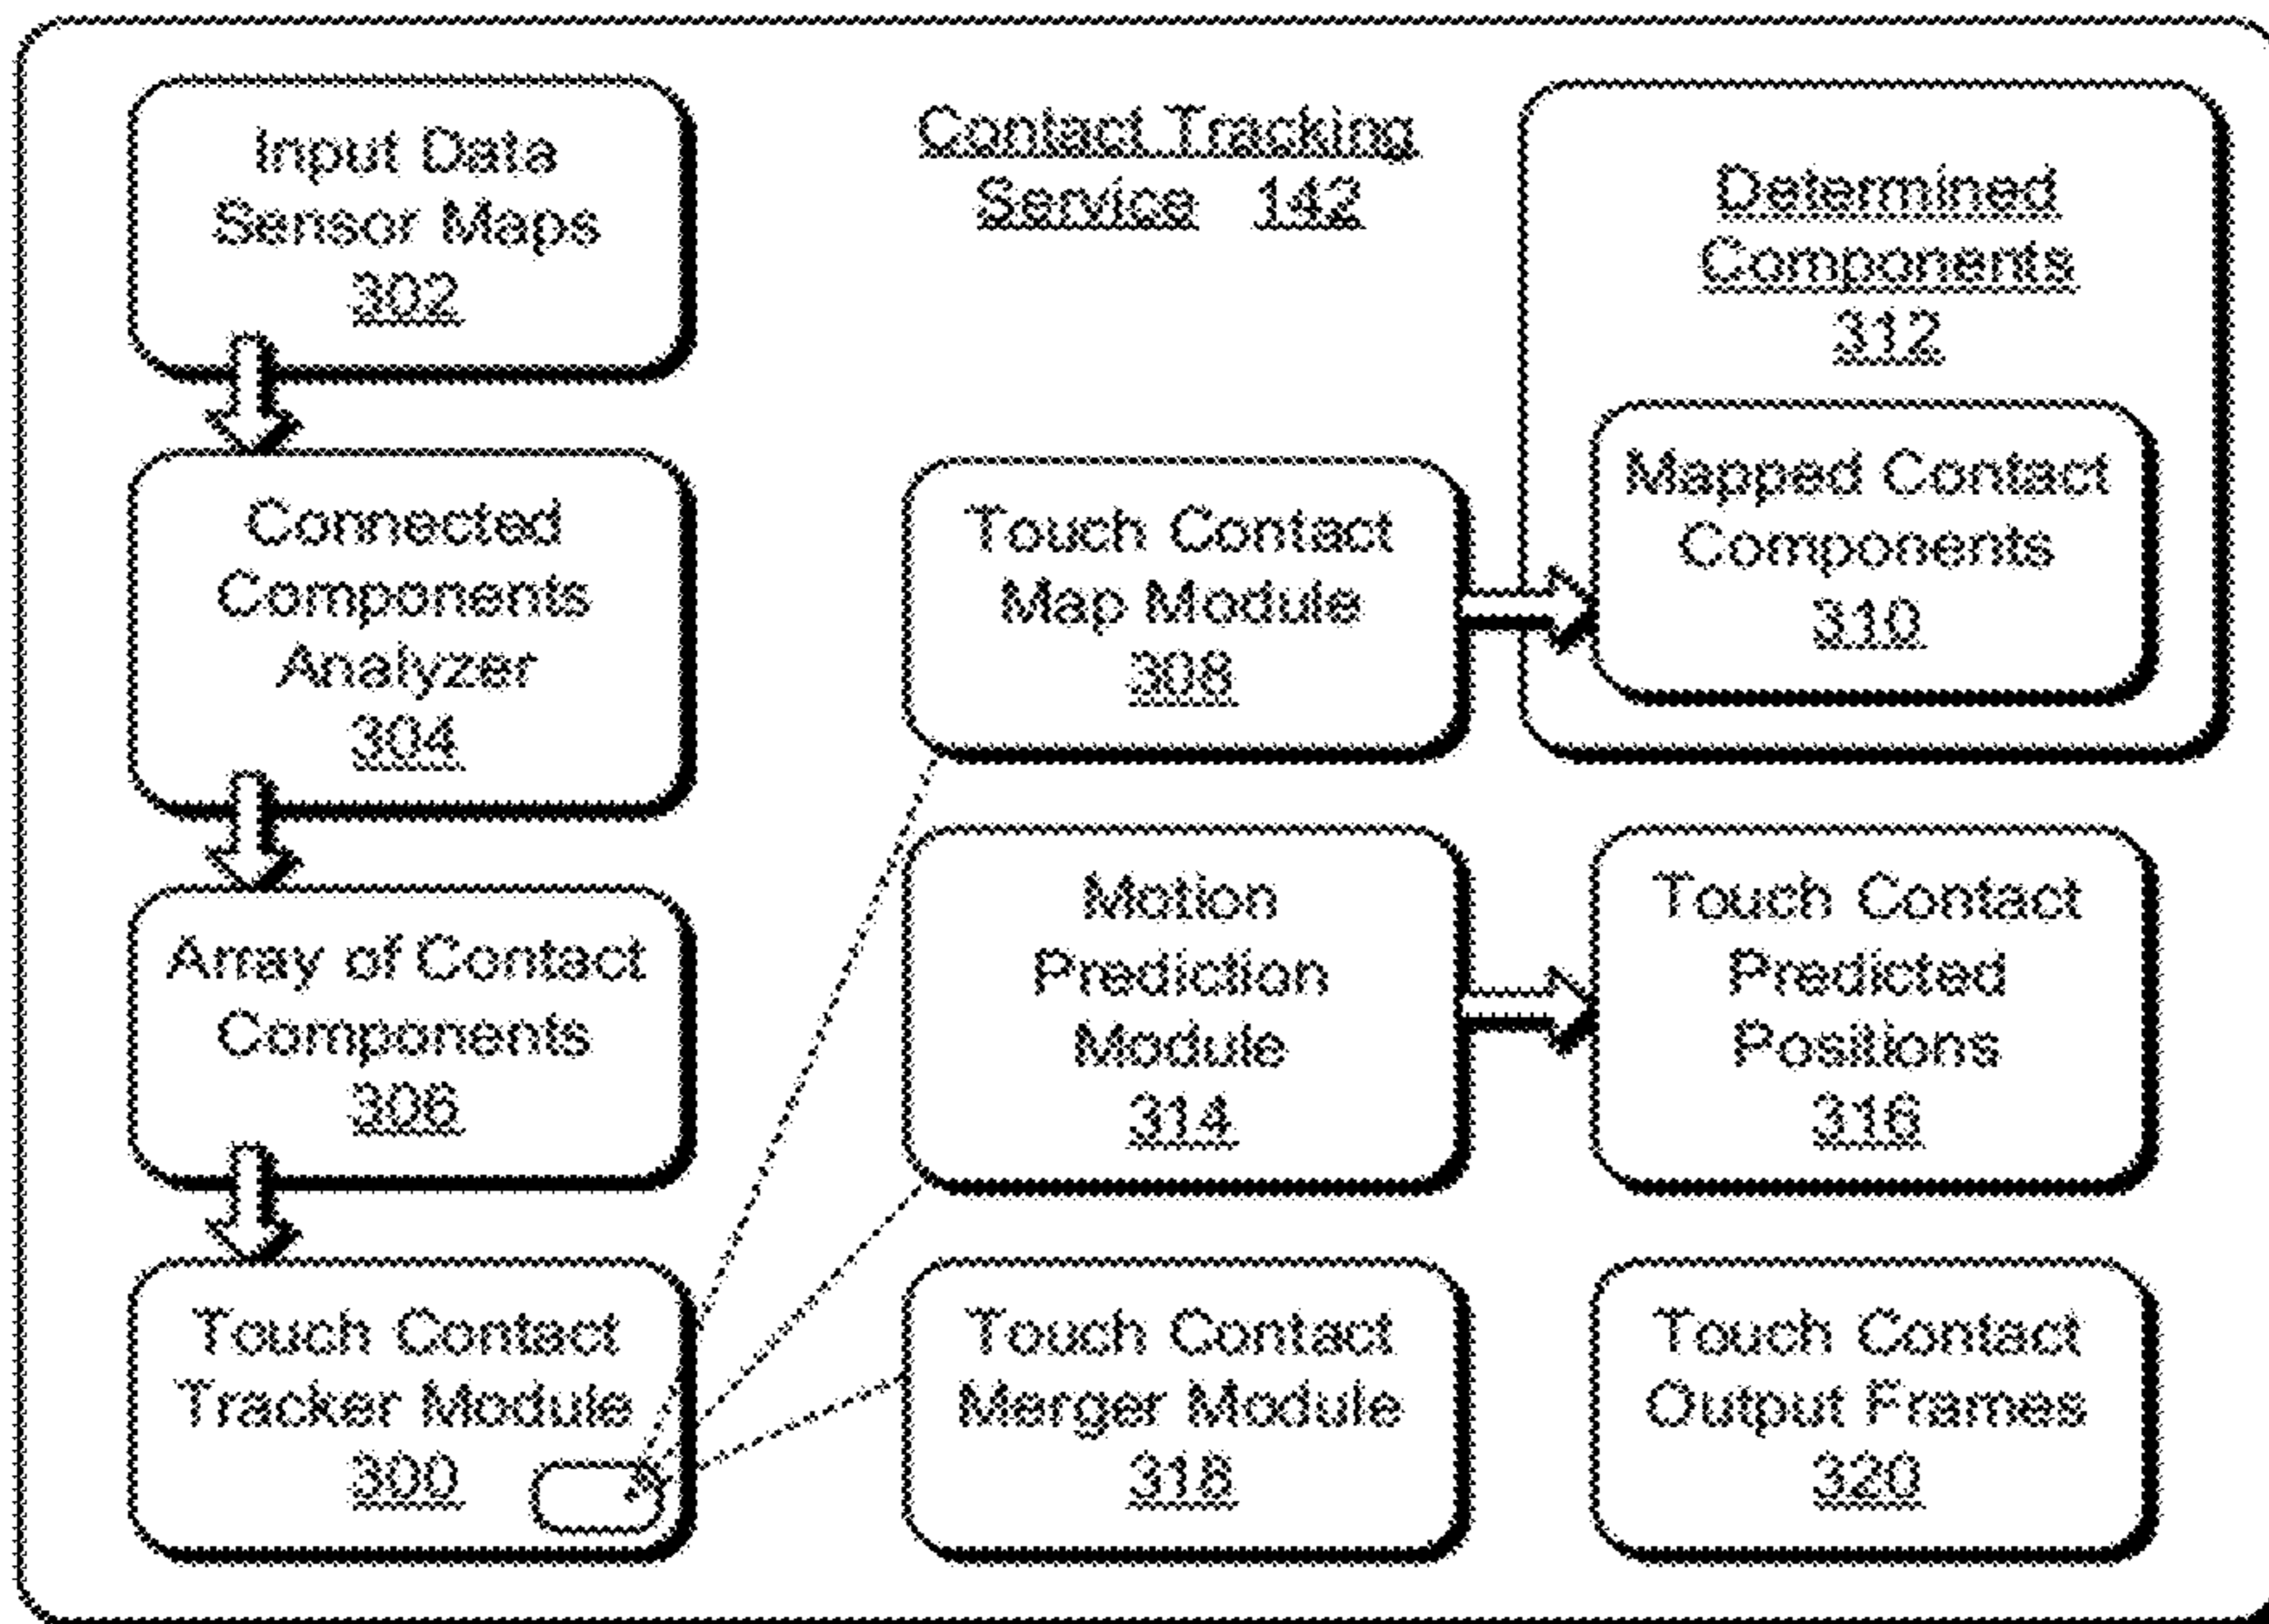 Input Data
Sensor Maps
302
Connected
Components
Analyzer
304
Array of Contact
Components
306
Touch Contact
Tracker Module
300
Contact Tracking
Service 142
Touch Contact
Map Module
308
Motion
Prediction
Module
314
Touch Contact
Merger Module
318
Determined
Components
312
Mapped Contact
Components
310
Touch Contact
Predicted
Positions
316
Touch Contact
Output Frames
320